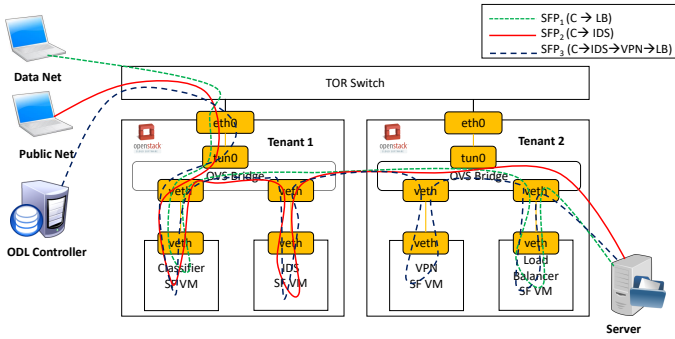 SFP1 (C → LB)
SFP2 (C→ IDS)
SFP3 (C→IDS→VPN→LB)
Data Net
TOR Switch
eth0
eth0
openstack
Tenant 1
openstack
Tenant 2
Public Net
tun0
tun0
OVS Bridge
OVS Bridge
veth
veth
veth
veth
ODL Controller
veth
veth
veth
veth
Classifier
SF VM
IDS
SF VM
VPN
SF VM
Load
Balancer
SF VM
Server